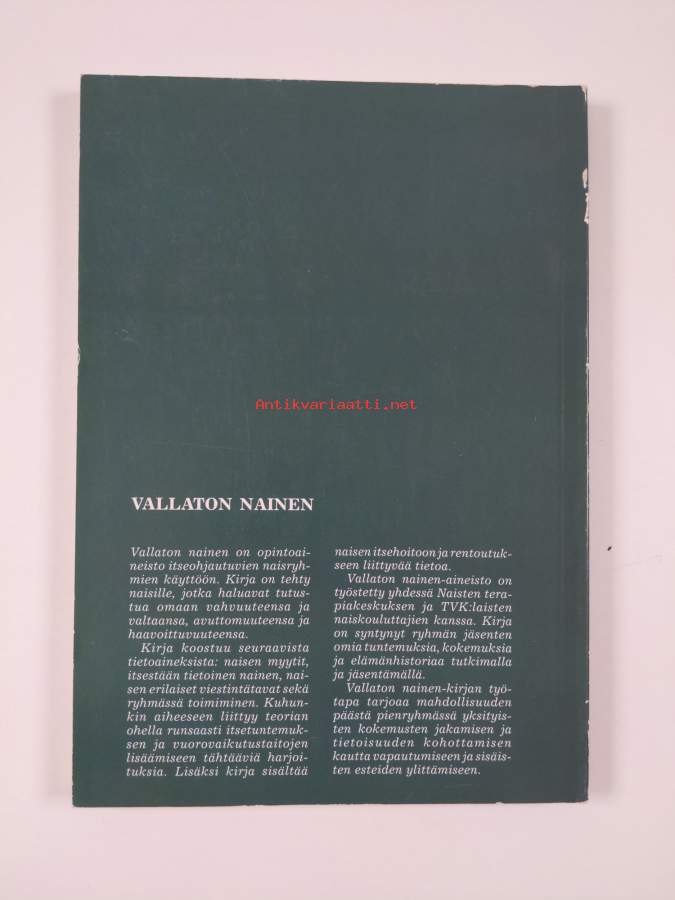 Antikvariaatti.net
VALLATON NAINEN
Vallaton nainen on opintoai-
neisto itseohjautuvien naisryh-
mien käyttöön. Kirja on tehty
naisille, jotka haluavat tutus-
tua omaan vahvuuteensa ja
valtaansa, avuttomuuteensa ja
haavoittuvuuteensa.
Kirja koostuu seuraavista
tietoaineksista: naisen myytit,
itsestään tietoinen nainen, nai-
sen erilaiset viestintätavat sekä
ryhmässä toimiminen. Kuhun-
kin aiheeseen liittyy teorian
ohella runsaasti itsetuntemuk-
sen ja vuorovaikutustaitojen
lisäämiseen tähtääviä harjoi-
tuksia. Lisäksi kirja sisältää
naisen itsehoitoon ja rentoutuk-
seen liittyvää tietoa.
Vallaton nainen-aineisto on
työstetty yhdessä Naisten tera-
piakeskuksen ja TVK:laisten
naiskouluttajien kanssa. Kirja
on syntynyt ryhmän jäsenten
omia tuntemuksia, kokemuksia
ja elämänhistoriaa tutkimalla
ja jäsentämällä.
Vallaton nainen-kirjan työ-
tapa tarjoaa mahdollisuuden
päästä pienryhmässä yksityis-
ten kokemusten jakamisen ja
tietoisuuden kohottamisen
kautta vapautumiseen ja sisäis-
ten esteiden ylittämiseen.